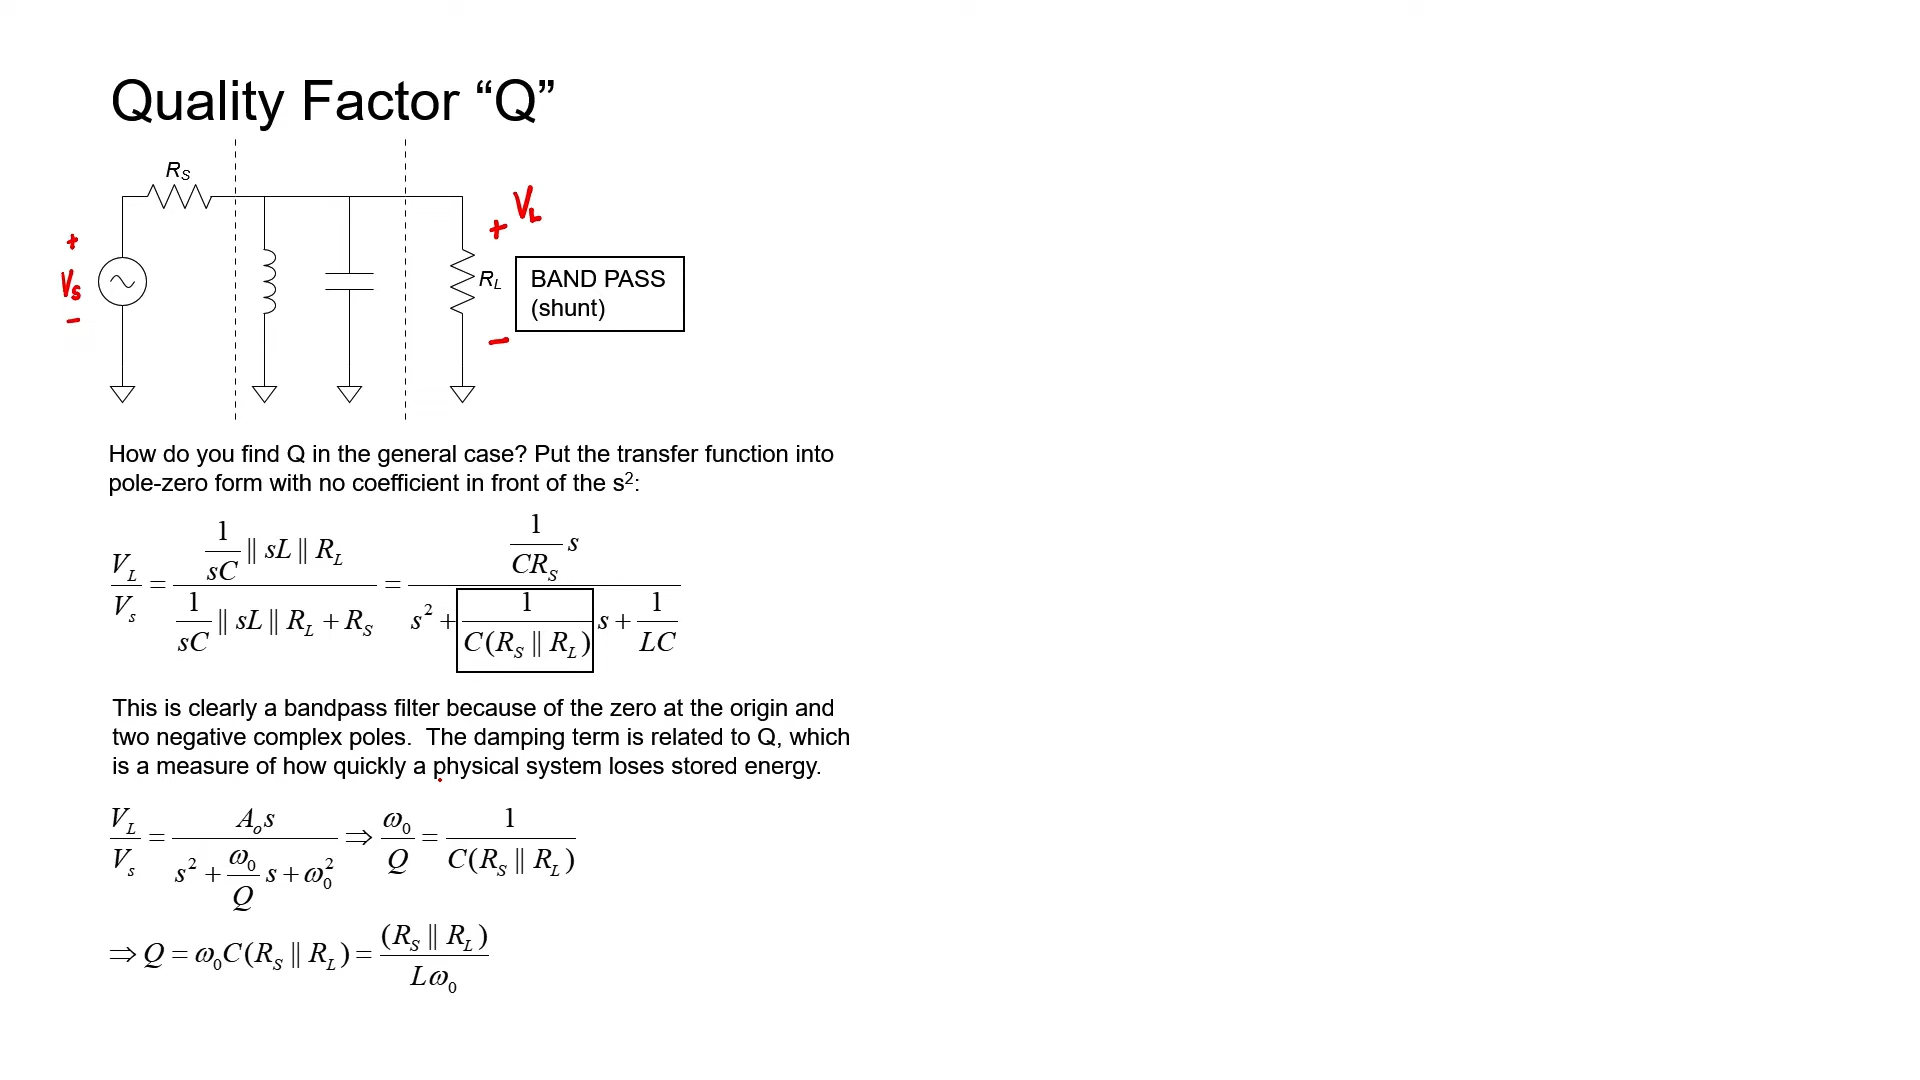 Quality Factor “Q”
R_S
+
V_S
−
+ V_L
R_L
−
BAND PASS
(shunt)
How do you find Q in the general case? Put the transfer function into
pole-zero form with no coefficient in front of the s²:
V_L / V_s = (1/sC || sL || R_L) / (1/sC || sL || R_L + R_S) = (1/(CR_S) s) / (s² + 1/(C(R_S || R_L)) s + 1/LC)
This is clearly a bandpass filter because of the zero at the origin and
two negative complex poles.  The damping term is related to Q, which
is a measure of how quickly a physical system loses stored energy.
V_L / V_s = A_o s / (s² + (ω_0/Q) s + ω_0²) ⇒ ω_0/Q = 1 / (C(R_S || R_L))
⇒ Q = ω_0 C(R_S || R_L) = (R_S || R_L) / (Lω_0)